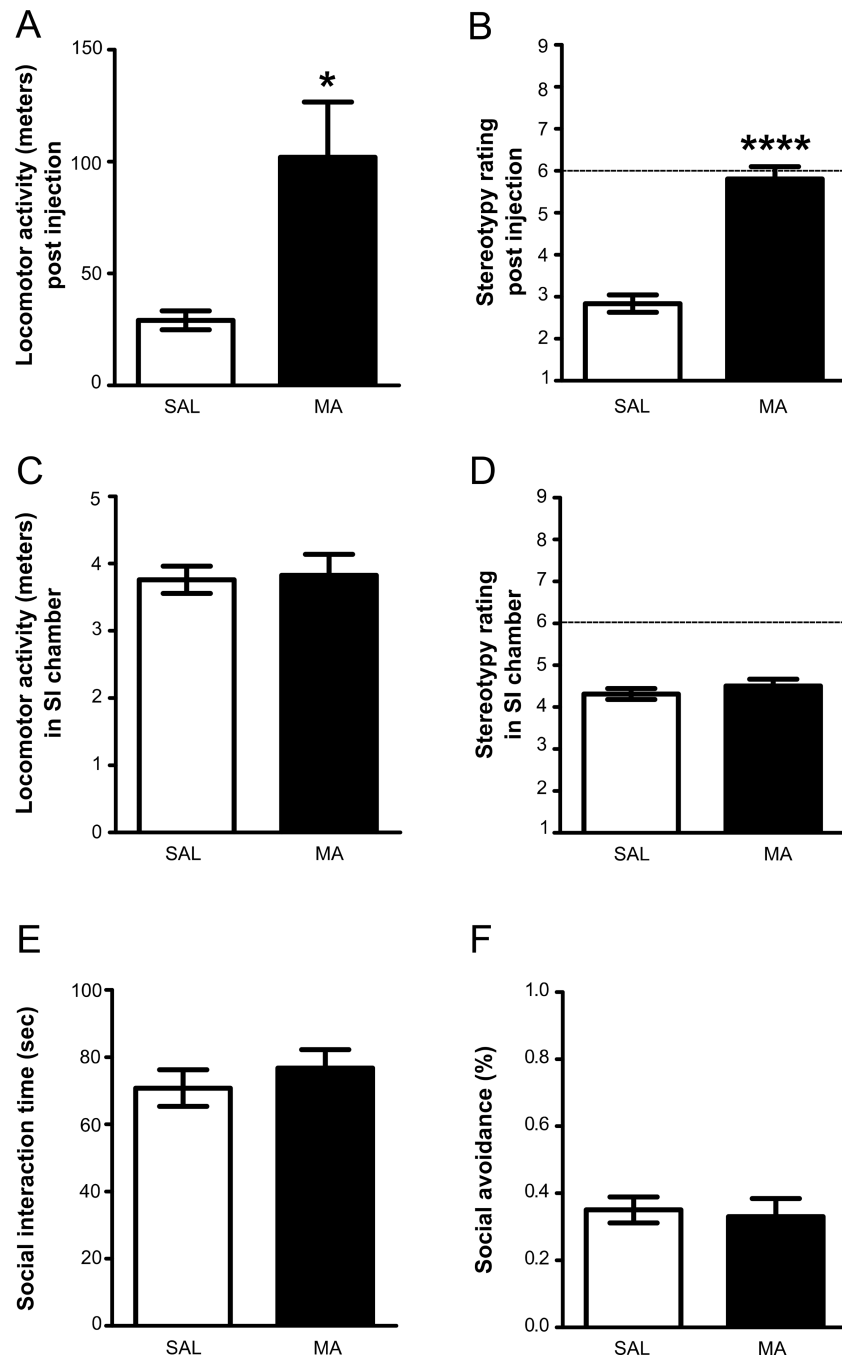 A
Locomotor activity (meters)
post injection
150
100
50
0
*
SAL
MA
B
Stereotypy rating
post injection
9
8
7
6
5
4
3
2
1
****
SAL
MA
C
Locomotor activity (meters)
in SI chamber
5
4
3
2
1
0
SAL
MA
D
Stereotypy rating
in SI chamber
9
8
7
6
5
4
3
2
1
SAL
MA
E
Social interaction time (sec)
100
80
60
40
20
0
SAL
MA
F
Social avoidance (%)
1.0
0.8
0.6
0.4
0.2
0.0
SAL
MA